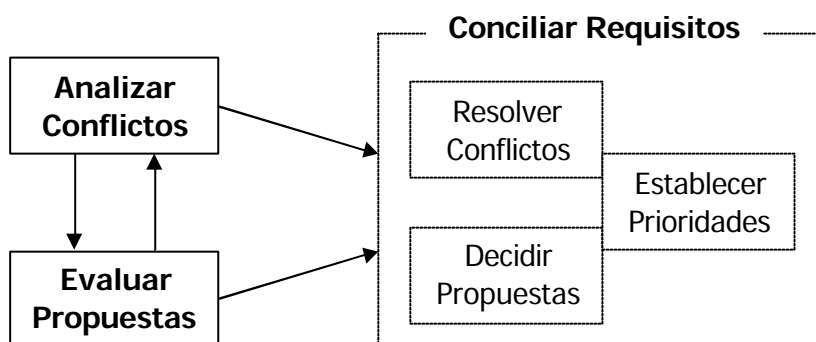 Conciliar Requisitos
Analizar
Conflictos
Resolver
Conflictos
Establecer
Prioridades
Evaluar
Propuestas
Decidir
Propuestas